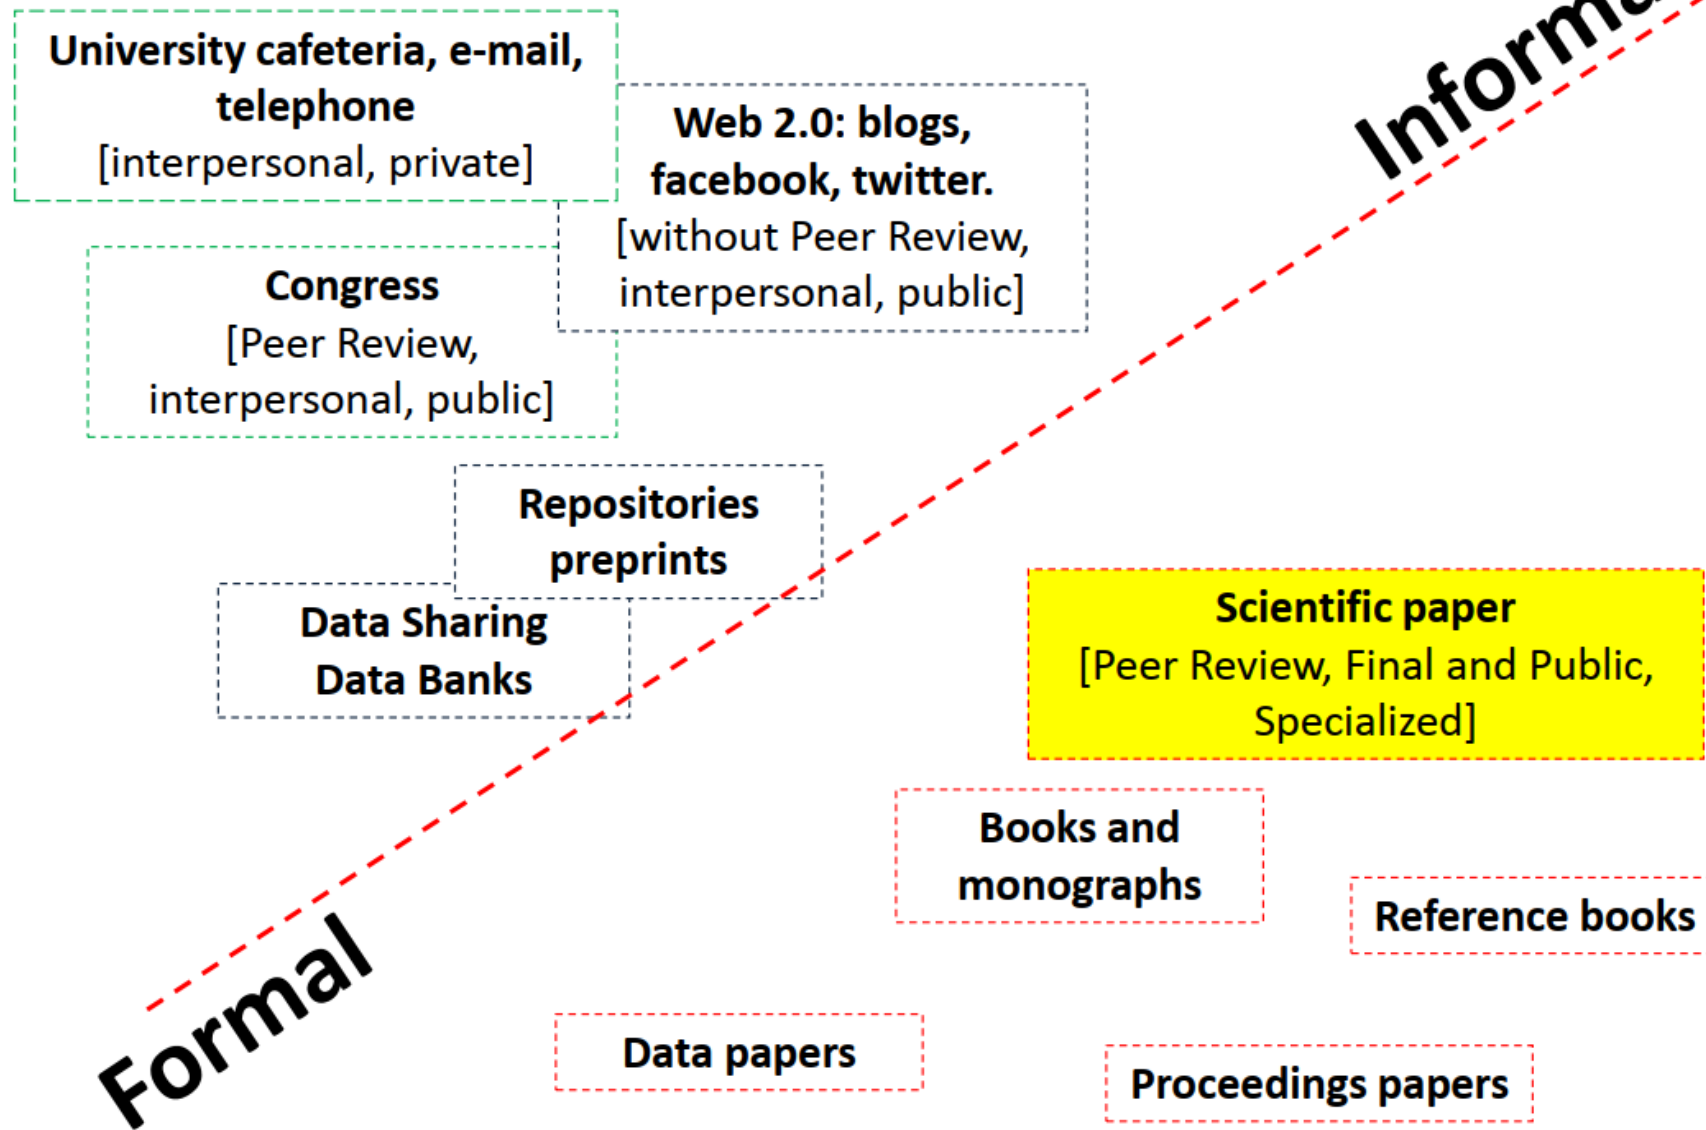 University cafeteria, e-mail,
telephone
[interpersonal, private]
Web 2.0: blogs,
facebook, twitter.
[without Peer Review,
interpersonal, public]
Congress
[Peer Review,
interpersonal, public]
Repositories
preprints
Data Sharing
Data Banks
Scientific paper
[Peer Review, Final and Public,
Specialized]
Books and
monographs
Reference books
Formal
Data papers
Proceedings papers